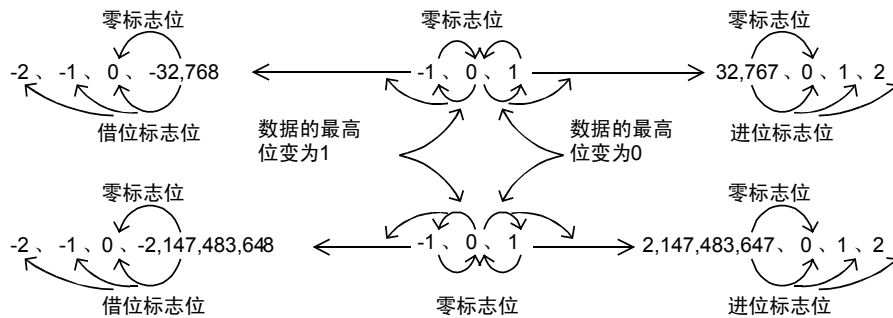 零标志位
零标志位
零标志位
-2、 -1、 0、 -32,768
-1、0、1
32,767、0、1、2
借位标志位
数据的最高
位变为1
数据的最高
位变为0
进位标志位
零标志位
零标志位
-2、 -1、 0、-2,147,483,648
-1、0、1
2,147,483,647、0、1、2
借位标志位
零标志位
进位标志位